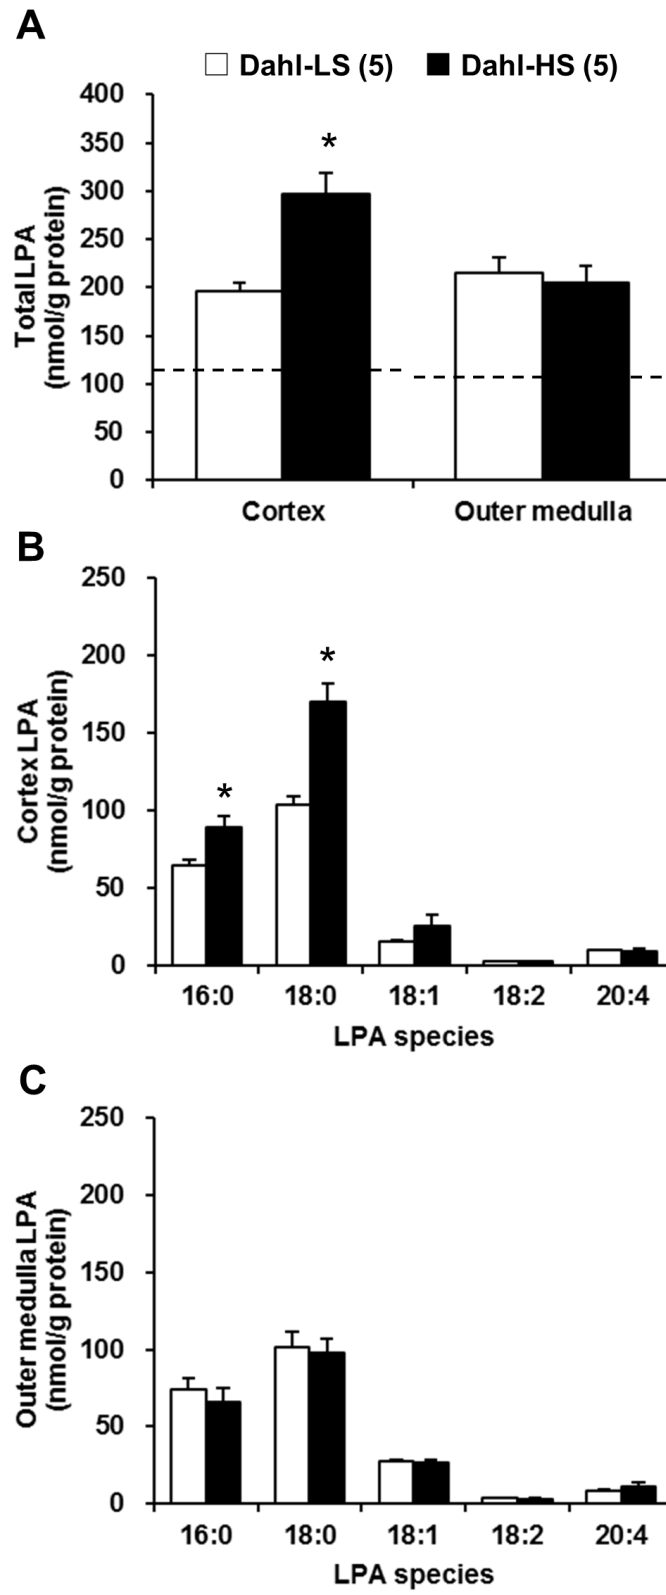 A
Dahl-LS (5) Dahl-HS (5)
Total LPA
(nmol/g protein)
400
350
300
250
200
150
100
50
0
*
Cortex Outer medulla
B
Cortex LPA
(nmol/g protein)
250
200
150
100
50
0
*
*
16:0 18:0 18:1 18:2 20:4
LPA species
C
Outer medulla LPA
(nmol/g protein)
250
200
150
100
50
0
16:0 18:0 18:1 18:2 20:4
LPA species